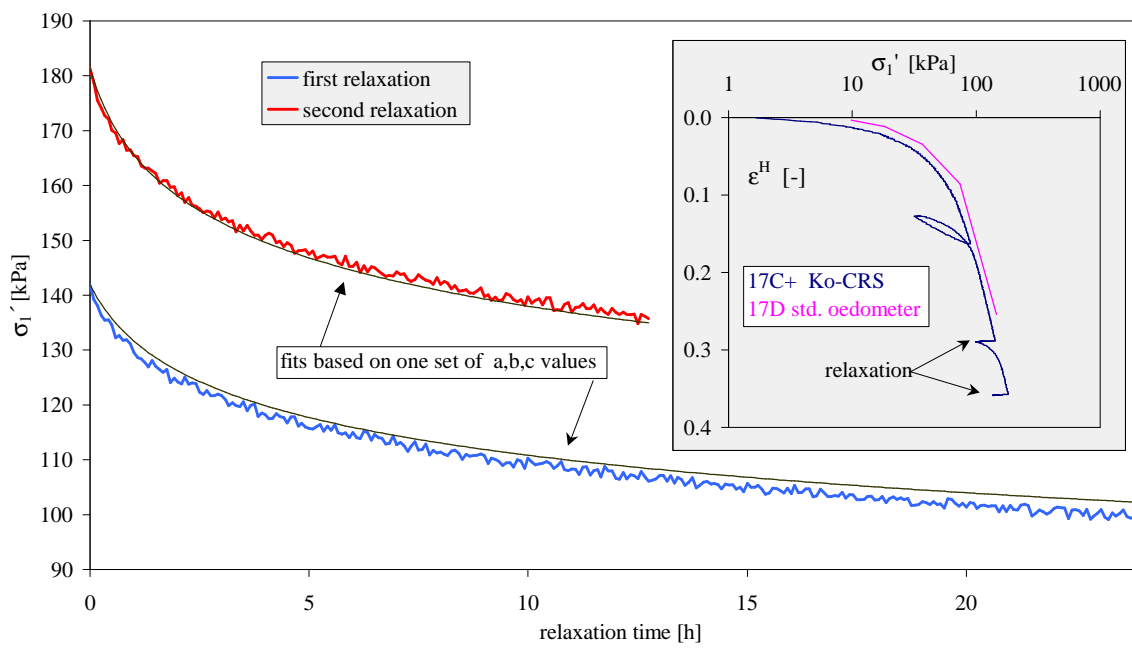 190
180
170
160
150
140
130
120
110
100
90
σ₁´ [kPa]
0
5
10
15
20
relaxation time [h]
first relaxation
second relaxation
fits based on one set of a,b,c values
σ₁' [kPa]
1
10
100
1000
0.0
0.1
0.2
0.3
0.4
εᴴ [-]
17C+ Ko-CRS
17D std. oedometer
relaxation